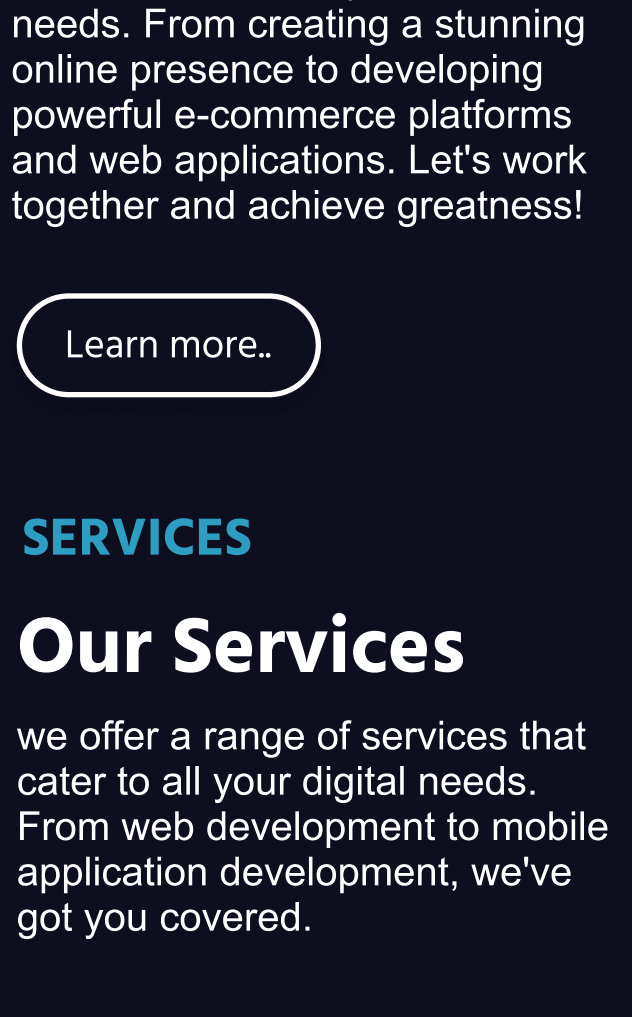 needs. From creating a stunning
online presence to developing
powerful e-commerce platforms
and web applications. Let's work
together and achieve greatness!
Learn more..
SERVICES
Our Services
we offer a range of services that
cater to all your digital needs.
From web development to mobile
application development, we've
got you covered.